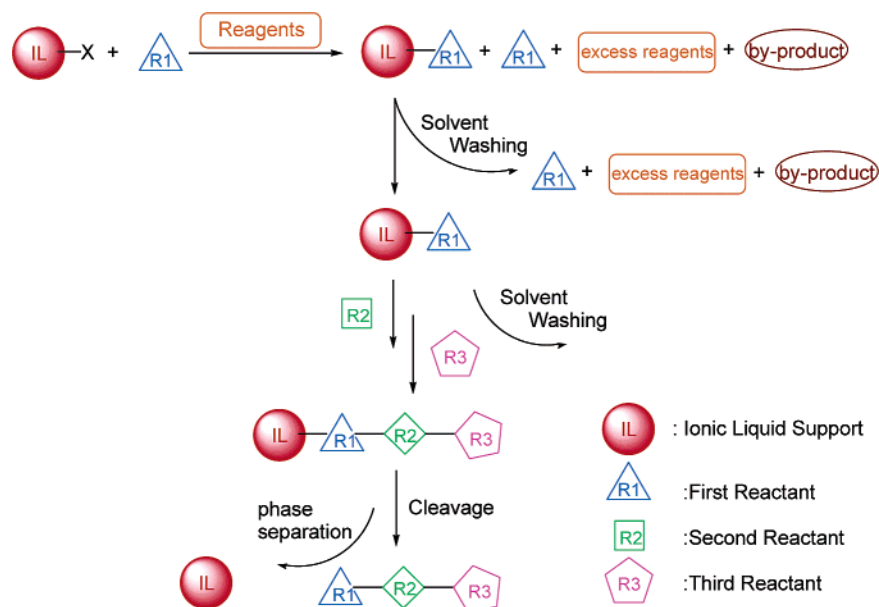 IL X + R1 Reagents IL R1 + R1 + excess reagents + by-product
Solvent
Washing
R1 + excess reagents + by-product
IL R1
R2
Solvent
Washing
R3
IL R1 R2 R3
IL : Ionic Liquid Support
R1 :First Reactant
phase
separation
Cleavage
R2 :Second Reactant
IL R1 R2 R3
R3 :Third Reactant